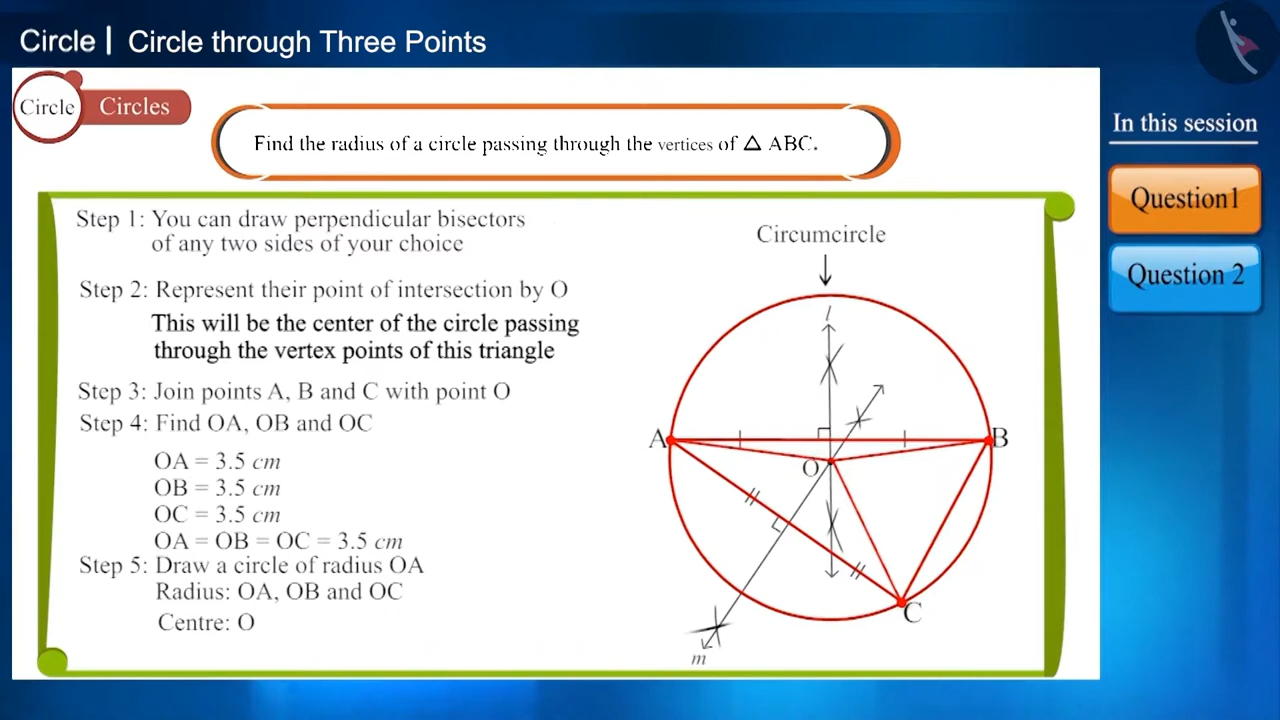 Circle | Circle through Three Points
Circle Circles
Find the radius of a circle passing through the vertices of △ ABC.
In this session
Question1
Question 2
Step 1: You can draw perpendicular bisectors
of any two sides of your choice
Step 2: Represent their point of intersection by O
This will be the center of the circle passing
through the vertex points of this triangle
Step 3: Join points A, B and C with point O
Step 4: Find OA, OB and OC
OA = 3.5 cm
OB = 3.5 cm
OC = 3.5 cm
OA = OB = OC = 3.5 cm
Step 5: Draw a circle of radius OA
Radius: OA, OB and OC
Centre: O
Circumcircle
l
A
B
O
C
m